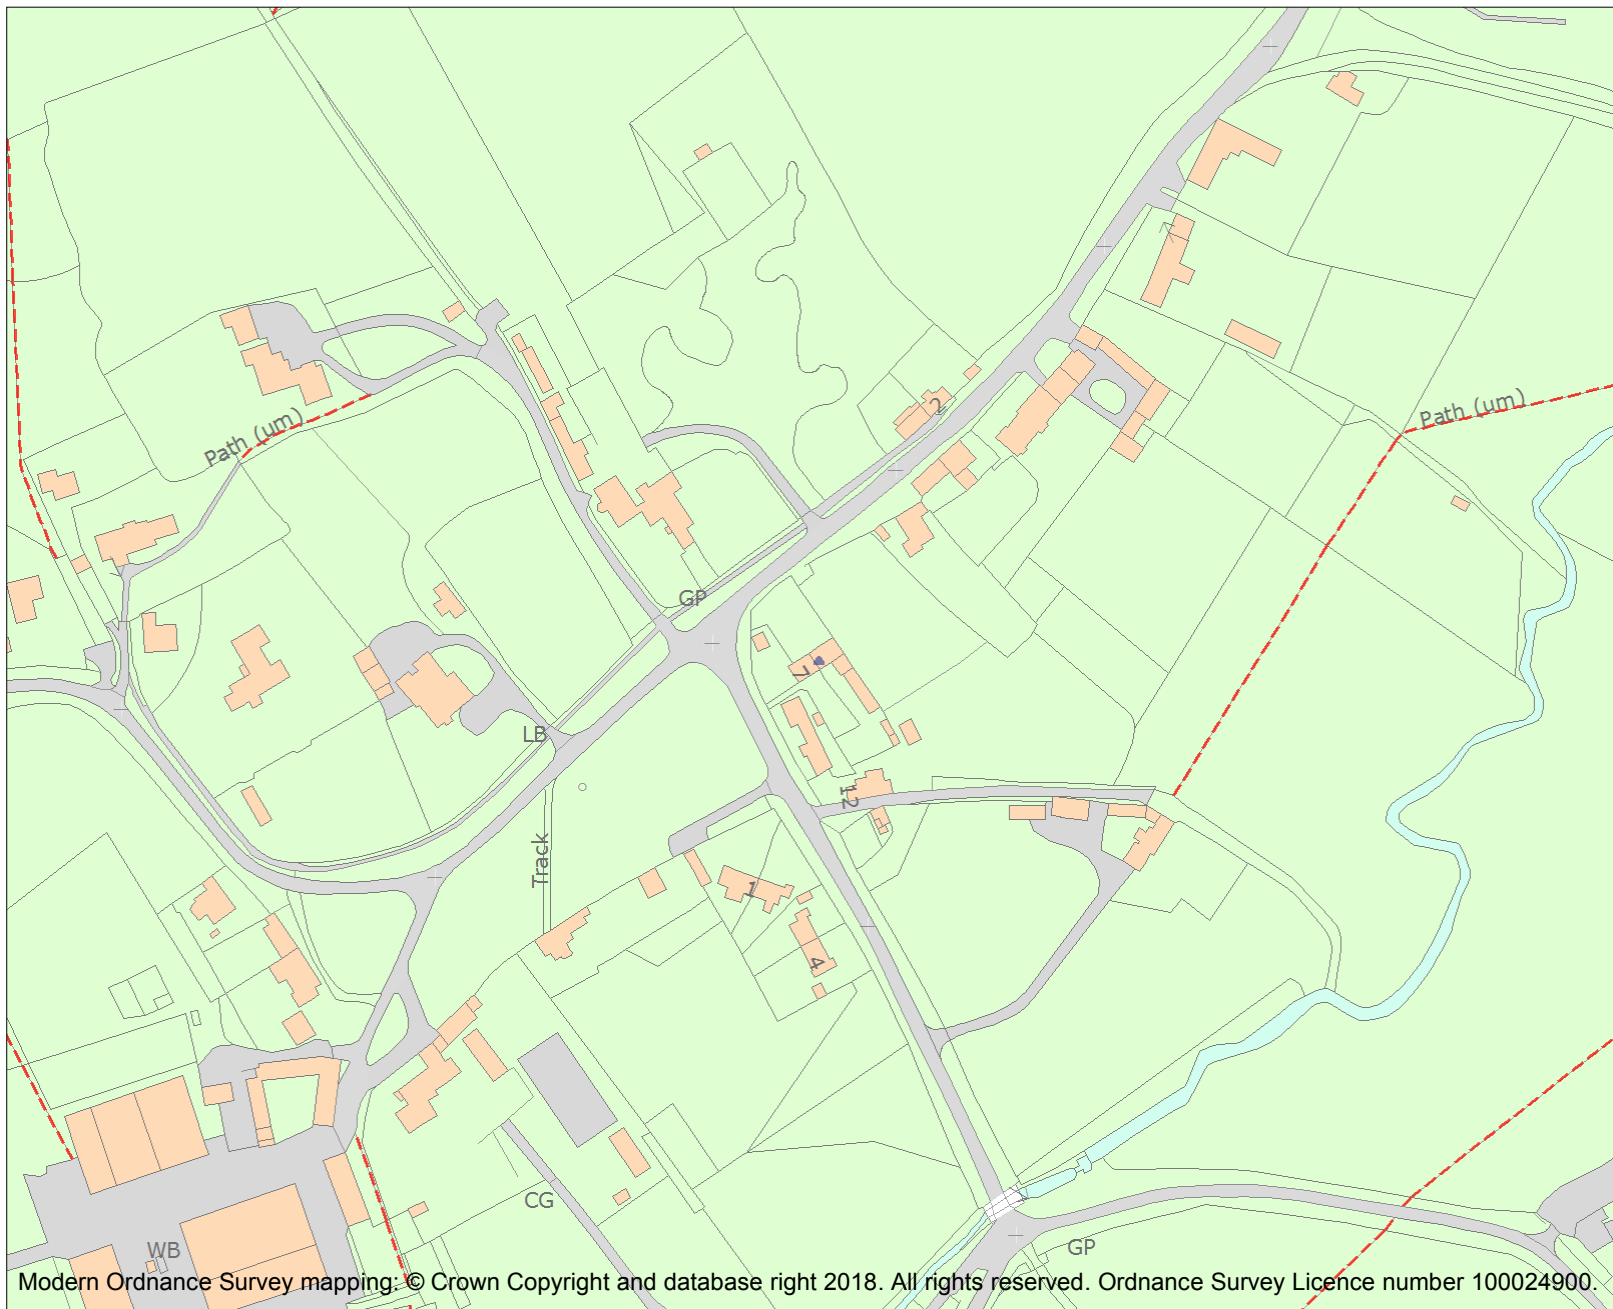 2
Path (um)
Path (um)
GP
7
LB
12
Track
1
4
CG
GP
WB
Modern Ordnance Survey mapping: © Crown Copyright and database right 2018. All rights reserved. Ordnance Survey Licence number 100024900.